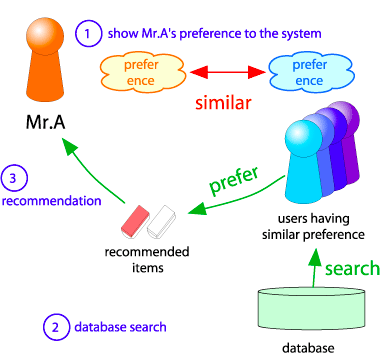 1 show Mr.A's preference to the system
prefer
ence
prefer
ence
similar
Mr.A
3
recommendation
prefer
users having
similar preference
recommended
items
search
2 database search
database